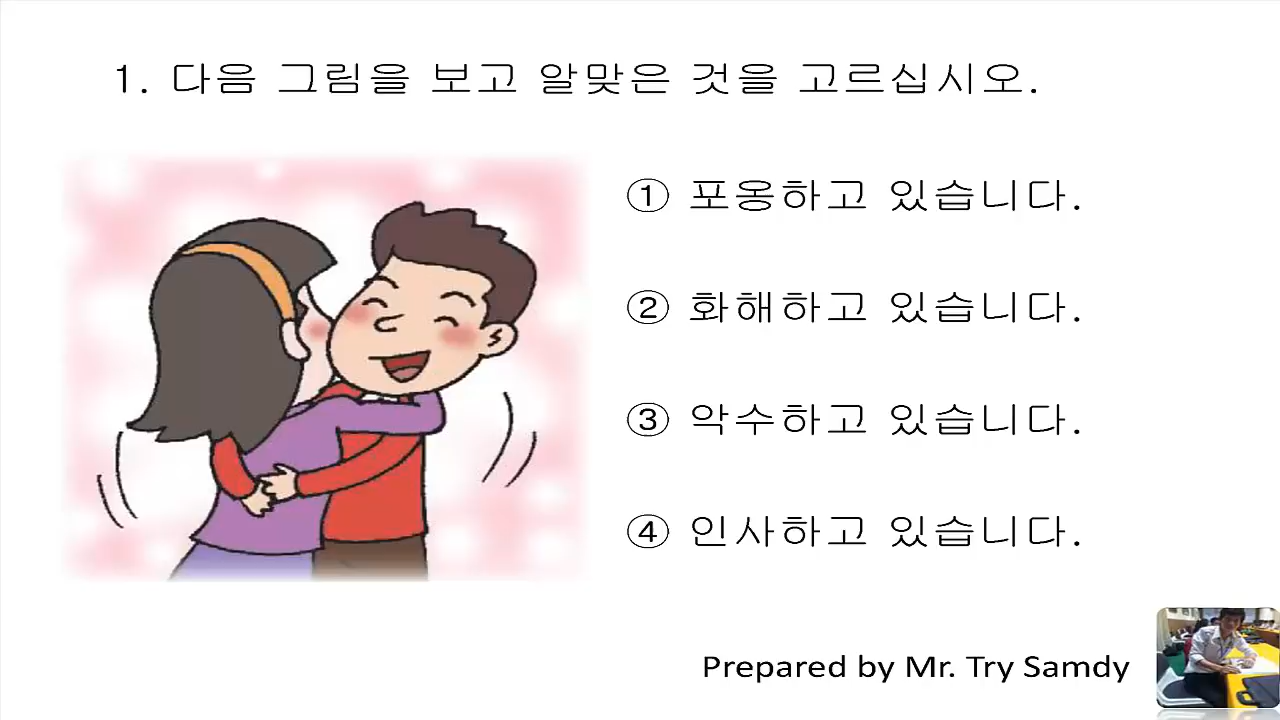 1. 다음 그림을 보고 알맞은 것을 고르십시오.
① 포옹하고 있습니다.
② 화해하고 있습니다.
③ 악수하고 있습니다.
④ 인사하고 있습니다.
Prepared by Mr. Try Samdy